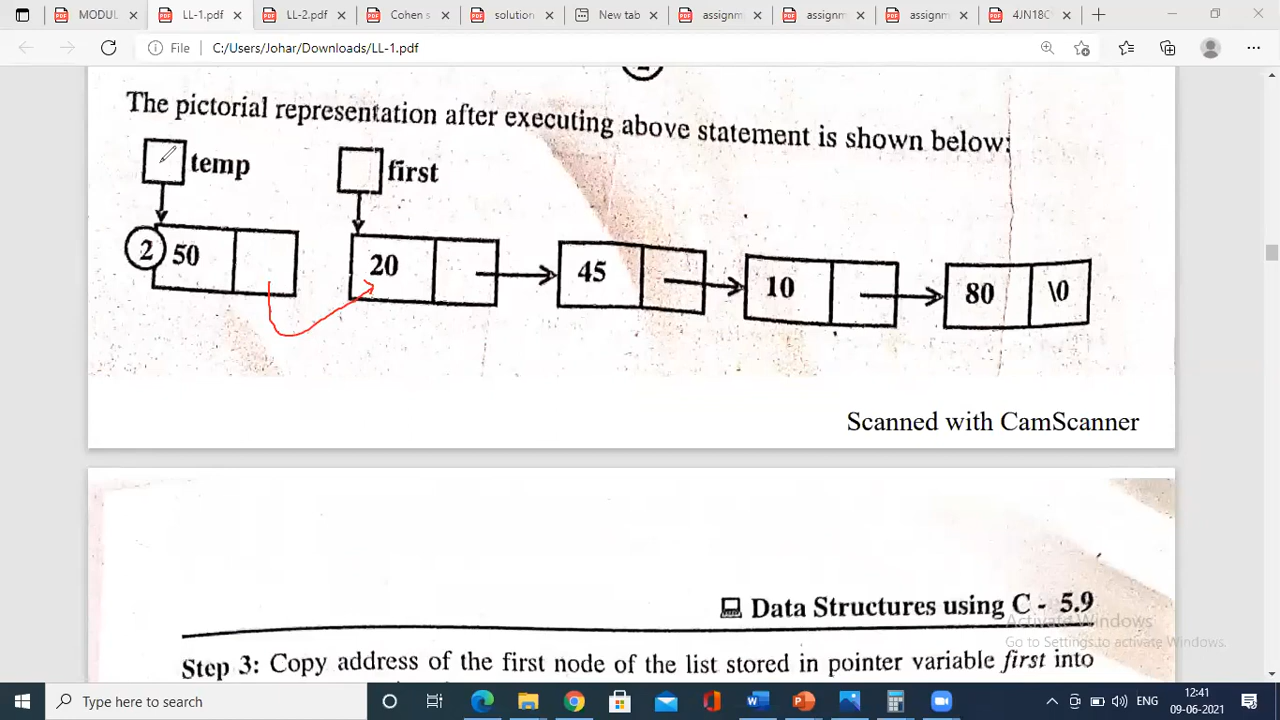 MODUL
LL-1.pdf
LL-2.pdf
Cohen s
solution
New tab
assignm
assignm
assignm
4JN18C
File
C:/Users/Johar/Downloads/LL-1.pdf
The pictorial representation after executing above statement is shown below:
temp
first
2 50
20
45
10
80 \0
Scanned with CamScanner
Data Structures using C - 5.9
Activate Windows
Go to Settings to activate Windows.
Step 3: Copy address of the first node of the list stored in pointer variable first into
Type here to search
ENG
12:41
09-06-2021